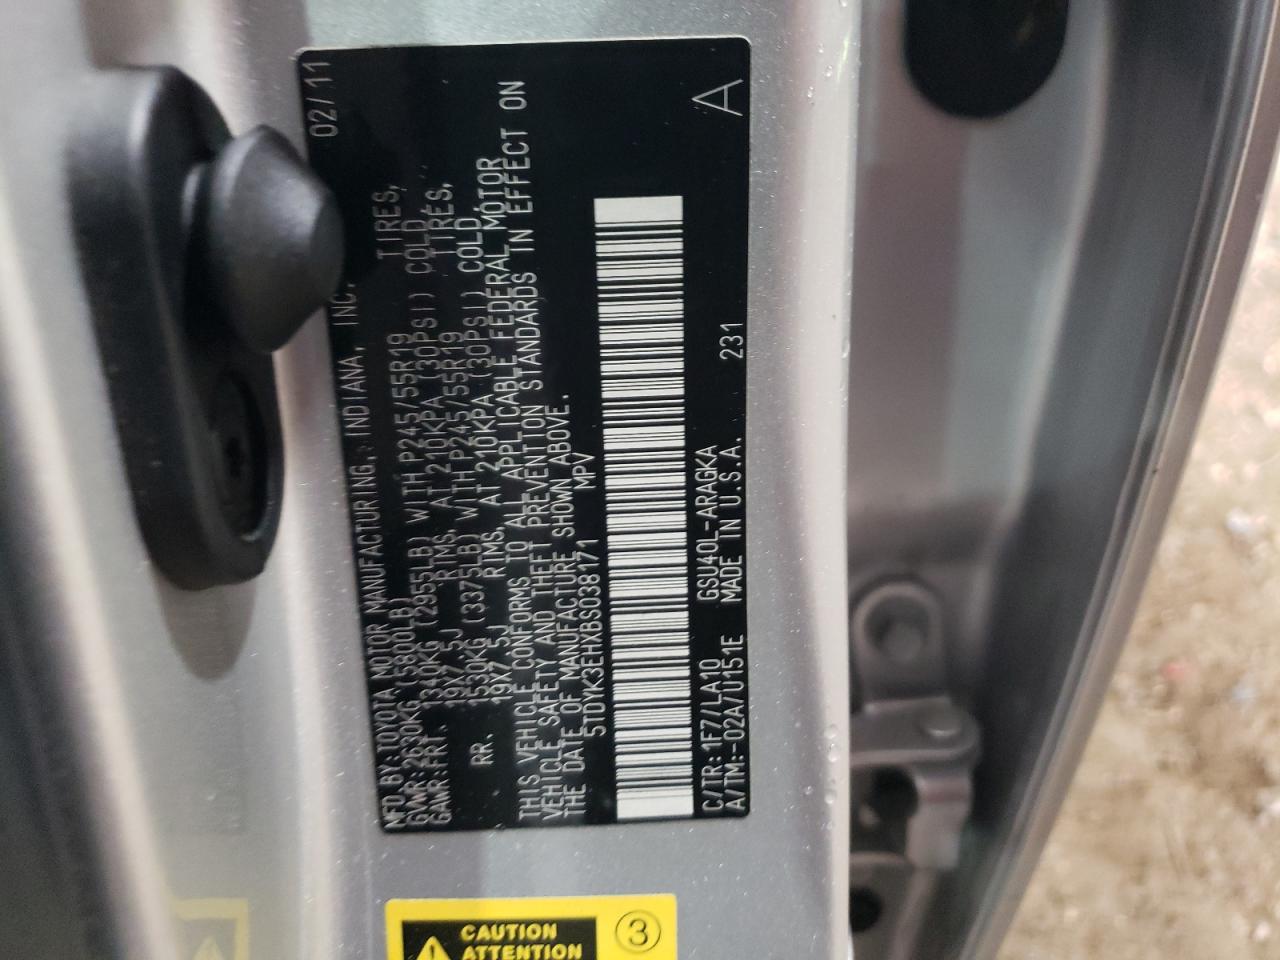 MFD. BY: TOYOTA MOTOR MANUFACTURING, INDIANA, INC. 02/11
GVWR: 2630KG (5800LB)
GAWR: FRT. 1340KG (2955LB) WITH P245/55R19 TIRES,
19X7.5J RIMS, AT 210KPA (30PSI) COLD,
RR. 1530KG (3375LB) WITH P245/55R19 TIRES,
19X7.5J RIMS, AT 210KPA (30PSI) COLD
THIS VEHICLE CONFORMS TO ALL APPLICABLE FEDERAL MOTOR
VEHICLE SAFETY AND THEFT PREVENTION STANDARDS IN EFFECT ON
THE DATE OF MANUFACTURE SHOWN ABOVE.
5TDYK3EHXBS038171 MPV
C/TR: 1F7/LA10 GSU40L-ARAGKA A
A/TM:-02A/U151E MADE IN U.S.A. 231
CAUTION
ATTENTION
3